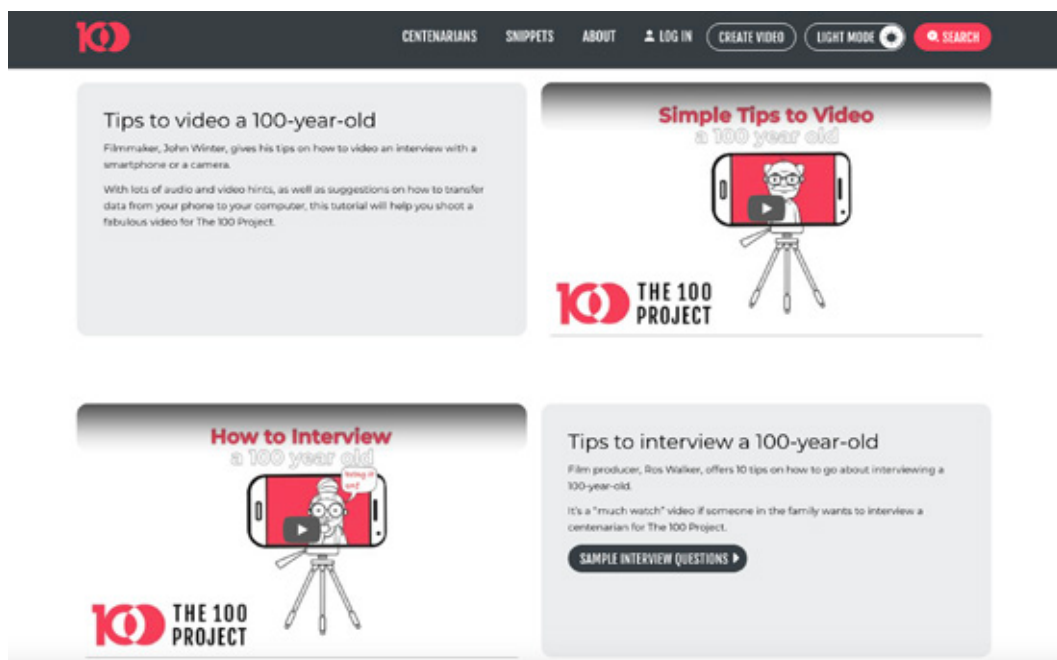 100
CENTENARIANS SNIPPETS ABOUT LOG IN CREATE VIDEO LIGHT MODE SEARCH
Tips to video a 100-year-old
Filmmaker, John Winter, gives his tips on how to video an interview with a
smartphone or a camera.
With lots of audio and video hints, as well as suggestions on how to transfer
data from your phone to your computer, this tutorial will help you shoot a
fabulous video for The 100 Project.
Simple Tips to Video
a 100 year old
100 THE 100
PROJECT
How to Interview
a 100 year old
bring it
on!
100 THE 100
PROJECT
Tips to interview a 100-year-old
Film producer, Ros Walker, offers 10 tips on how to go about interviewing a
100-year-old.
It's a "much watch" video if someone in the family wants to interview a
centenarian for The 100 Project.
SAMPLE INTERVIEW QUESTIONS